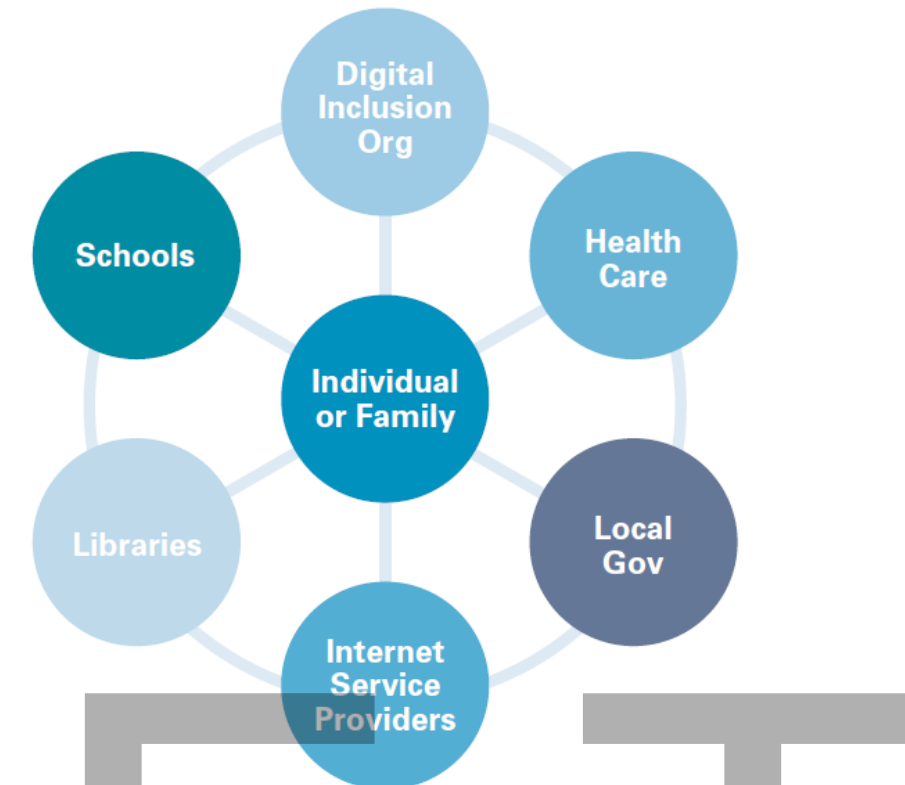 Digital
Inclusion
Org
Schools
Health
Care
Individual
or Family
Libraries
Local
Gov
Internet
Service
Providers